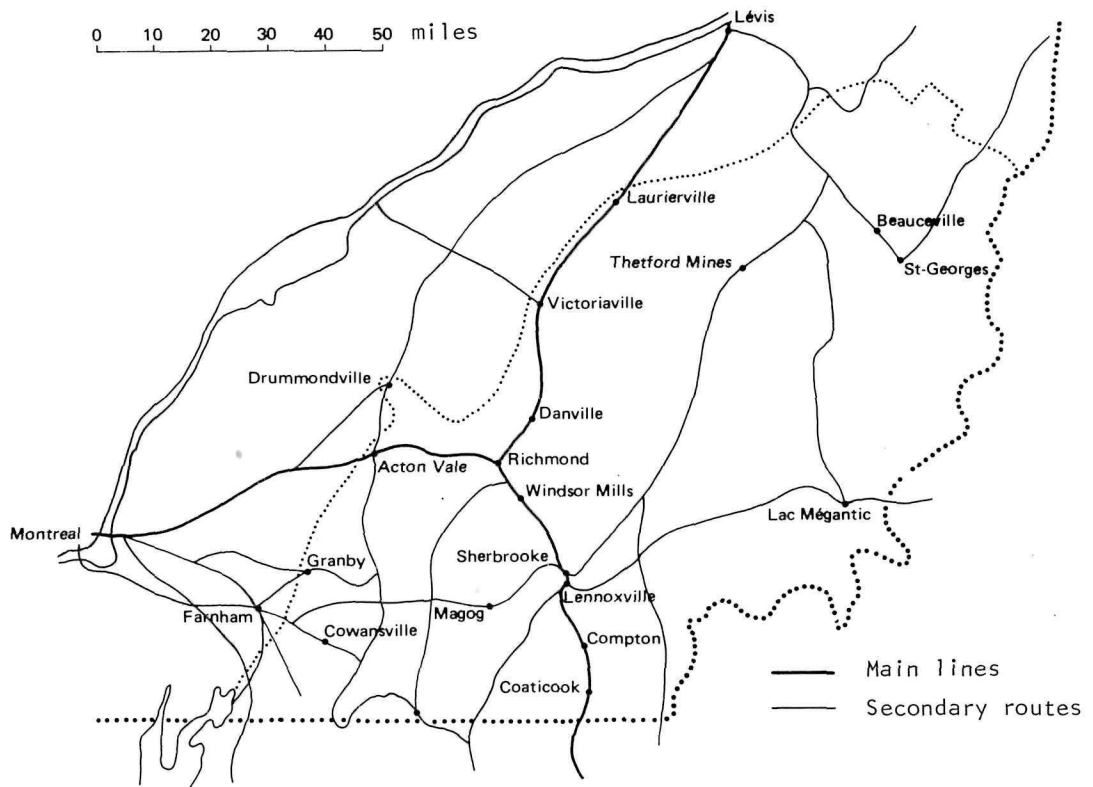 Lévis
0 10 20 30 40 50 miles
Laurierville
Beauceville
Thetford Mines
St-Georges
Victoriaville
Drummondville
Danville
Acton Vale
Richmond
Windsor Mills
Lac Mégantic
Montreal
Granby
Sherbrooke
Lennoxville
Farnham
Magog
Cowansville
Compton
Main lines
Coaticook
Secondary routes